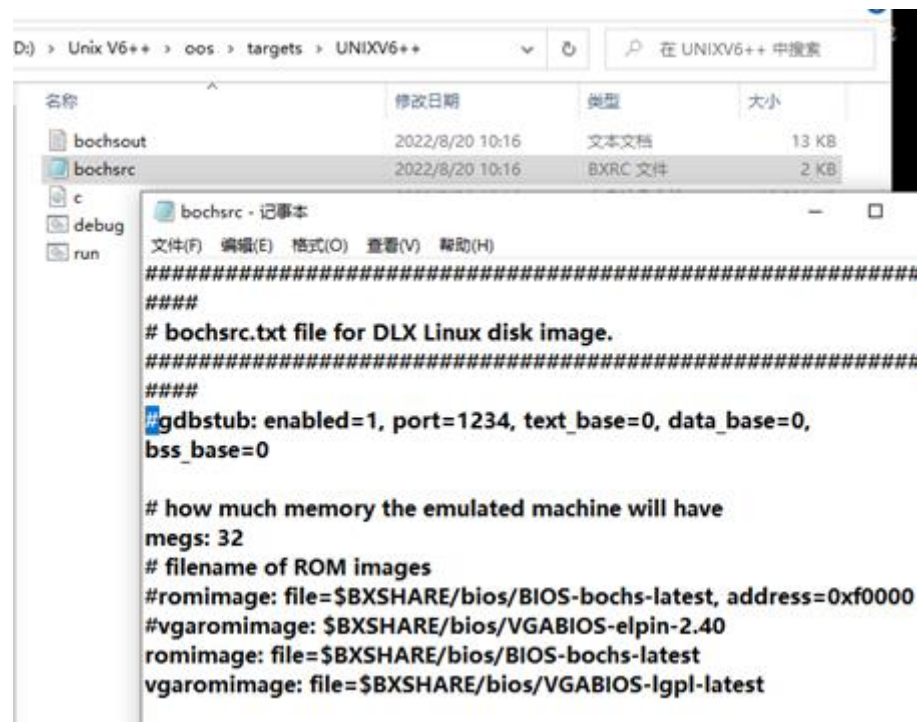 D:) › Unix V6++ › oos › targets › UNIXV6++
在 UNIXV6++ 中搜索
名称 修改日期 类型 大小
bochsout 2022/8/20 10:16 文本文档 13 KB
bochsrc 2022/8/20 10:16 BXRC 文件 2 KB
c
debug
run
bochsrc - 记事本
文件(F) 编辑(E) 格式(O) 查看(V) 帮助(H)
##########################################################
####
# bochsrc.txt file for DLX Linux disk image.
##########################################################
####
#gdbstub: enabled=1, port=1234, text_base=0, data_base=0,
bss_base=0
# how much memory the emulated machine will have
megs: 32
# filename of ROM images
#romimage: file=$BXSHARE/bios/BIOS-bochs-latest, address=0xf0000
#vgaromimage: $BXSHARE/bios/VGABIOS-elpin-2.40
romimage: file=$BXSHARE/bios/BIOS-bochs-latest
vgaromimage: file=$BXSHARE/bios/VGABIOS-lgpl-latest